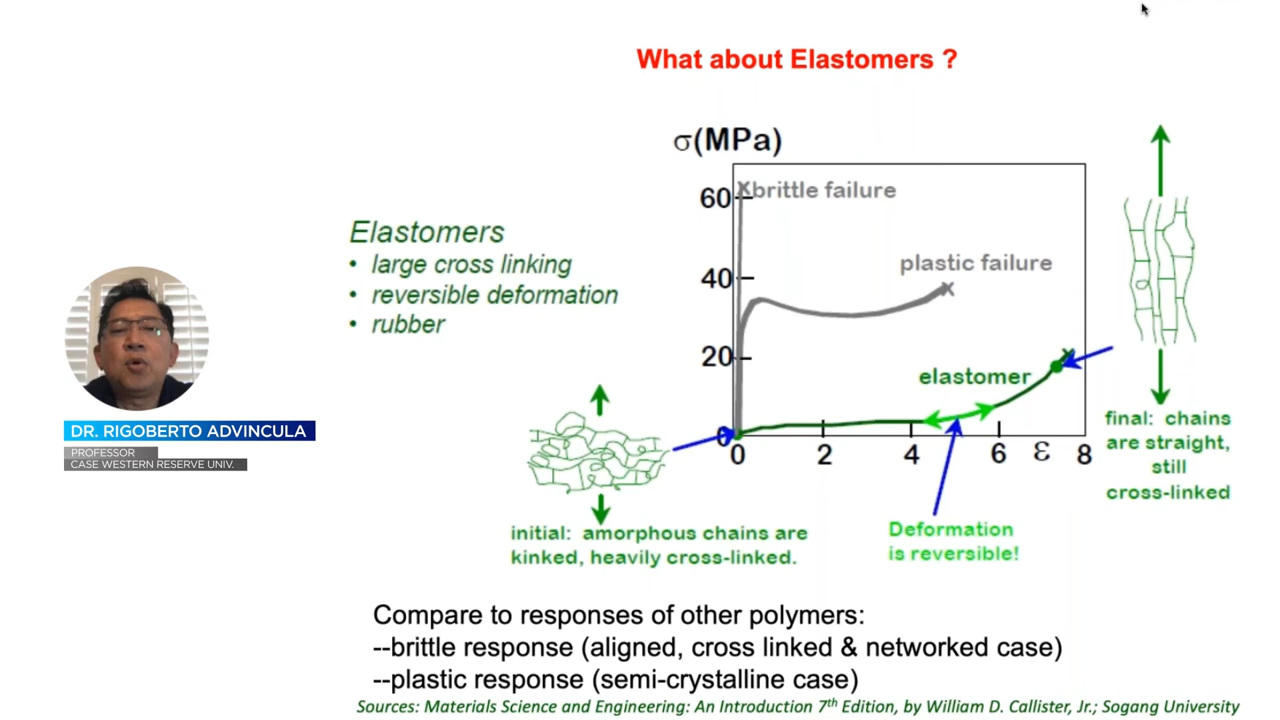 What about Elastomers ?
σ(MPa)
60
brittle failure
plastic failure
40
20
elastomer
0
0
2
4
6
ε
8
Elastomers
• large cross linking
• reversible deformation
• rubber
DR. RIGOBERTO ADVINCULA
PROFESSOR
CASE WESTERN RESERVE UNIV.
initial: amorphous chains are
kinked, heavily cross-linked.
Deformation
is reversible!
final: chains
are straight,
still
cross-linked
Compare to responses of other polymers:
--brittle response (aligned, cross linked & networked case)
--plastic response (semi-crystalline case)
Sources: Materials Science and Engineering: An Introduction 7th Edition, by William D. Callister, Jr.; Sogang University